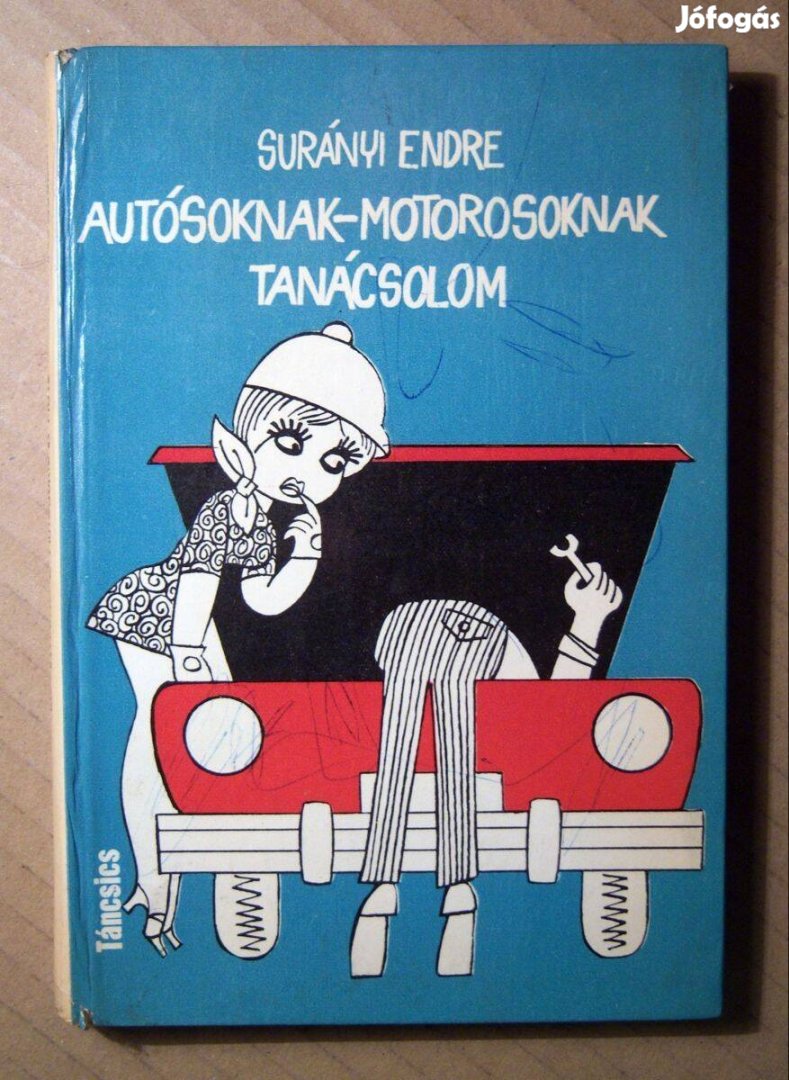 Jófogás
SURÁNYI ENDRE
AUTÓSOKNAK-MOTOROSOKNAK
TANÁCSOLOM
Táncsics